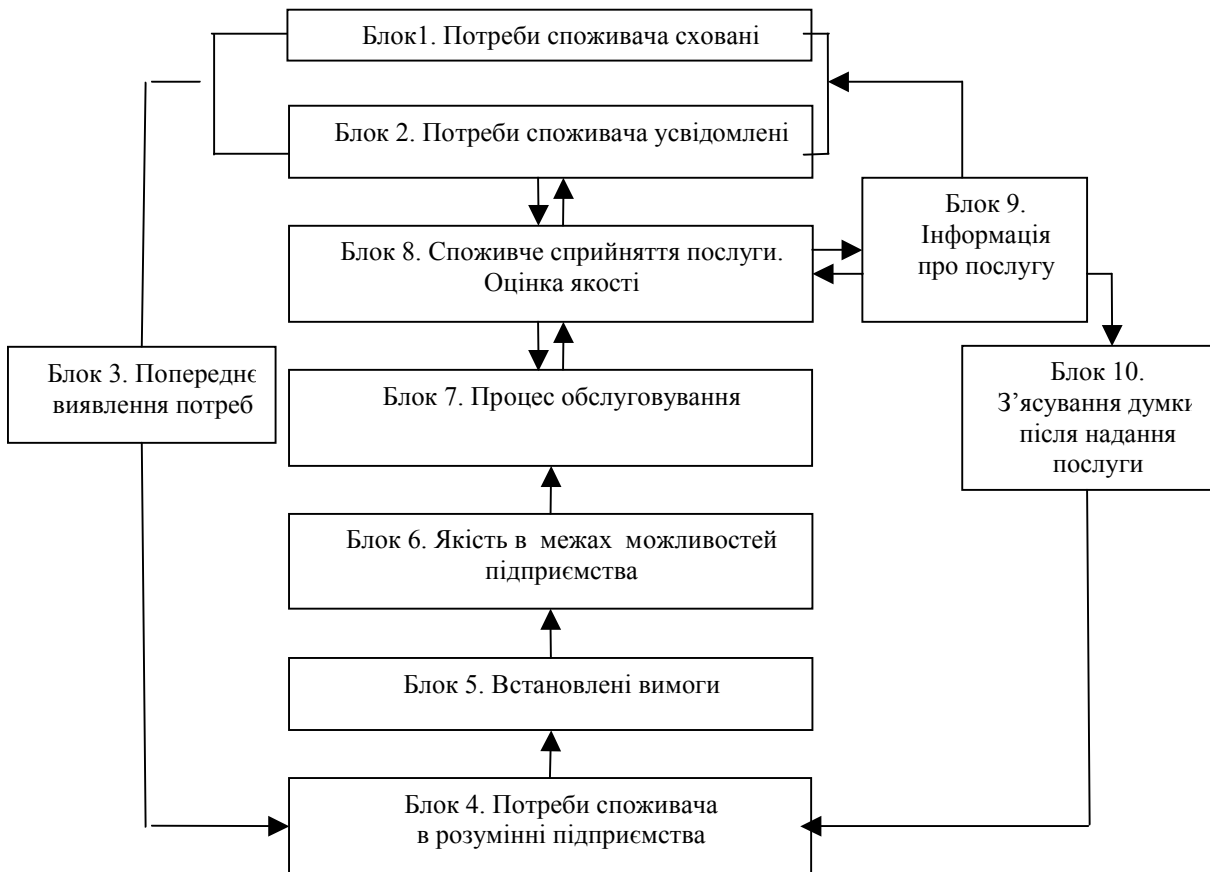 Блок1. Потреби споживача сховані
Блок 2. Потреби споживача усвідомлені
Блок 8. Споживче сприйняття послуги.
Оцінка якості
Блок 9.
Інформація
про послугу
Блок 3. Попереднє
виявлення потреб
Блок 7. Процес обслуговування
Блок 10.
З’ясування думки
після надання
послуги
Блок 6. Якість в межах можливостей
підприємства
Блок 5. Встановлені вимоги
Блок 4. Потреби споживача
в розумінні підприємства